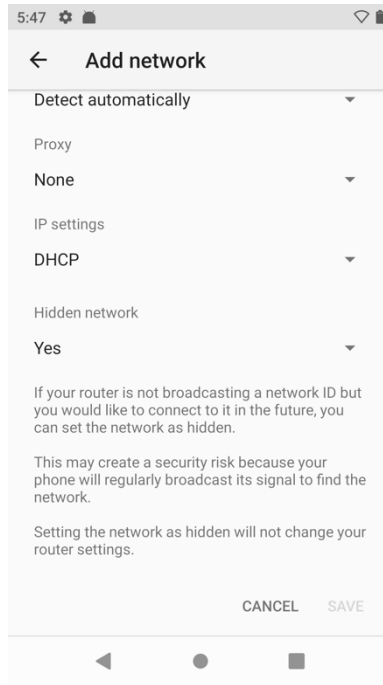 5:47
Add network
Detect automatically
Proxy
None
IP settings
DHCP
Hidden network
Yes
If your router is not broadcasting a network ID but
you would like to connect to it in the future, you
can set the network as hidden.
This may create a security risk because your
phone will regularly broadcast its signal to find the
network.
Setting the network as hidden will not change your
router settings.
CANCEL SAVE